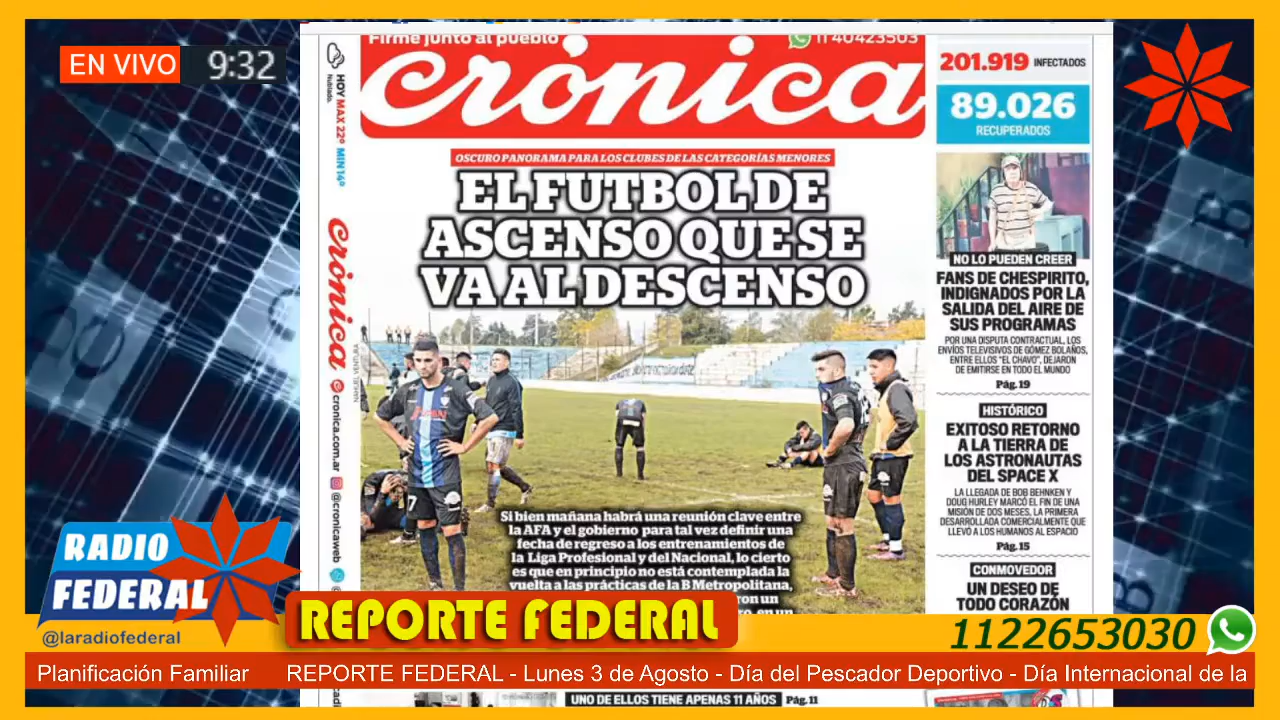 EN VIVO
9:32
Firme junto al pueblo
11 40423503
crónica
HOY MAX 22º MIN 14º
Nublado.
crónica
cronica.com.ar
@cronicaweb
OSCURO PANORAMA PARA LOS CLUBES DE LAS CATEGORÍAS MENORES
EL FUTBOL DE
ASCENSO QUE SE
VA AL DESCENSO
Si bien mañana habrá una reunión clave entre
la AFA y el gobierno para tal vez definir una
fecha de regreso a los entrenamientos de
la Liga Profesional y del Nacional, lo cierto
es que en principio no está contemplada la
vuelta a las prácticas de la B Metropolitana,
ron un
201.919 INFECTADOS
89.026
RECUPERADOS
NO LO PUEDEN CREER
FANS DE CHESPIRITO,
INDIGNADOS POR LA
SALIDA DEL AIRE DE
SUS PROGRAMAS
POR UNA DISPUTA CONTRACTUAL, LOS
ENVÍOS TELEVISIVOS DE GÓMEZ BOLAÑOS,
ENTRE ELLOS "EL CHAVO", DEJARON
DE EMITIRSE EN TODO EL MUNDO
Pág. 19
HISTÓRICO
EXITOSO RETORNO
A LA TIERRA DE
LOS ASTRONAUTAS
DEL SPACE X
LA LLEGADA DE BOB BEHNKEN Y
DOUG HURLEY MARCÓ EL FIN DE UNA
MISIÓN DE DOS MESES, LA PRIMERA
DESARROLLADA COMERCIALMENTE QUE
LLEVÓ A LOS HUMANOS AL ESPACIO
Pág. 15
CONMOVEDOR
UN DESEO DE
TODO CORAZÓN
RADIO
FEDERAL
@laradiofederal
REPORTE FEDERAL
1122653030
Planificación Familiar REPORTE FEDERAL - Lunes 3 de Agosto - Día del Pescador Deportivo - Día Internacional de la
UNO DE ELLOS TIENE APENAS 11 AÑOS Pág. 11